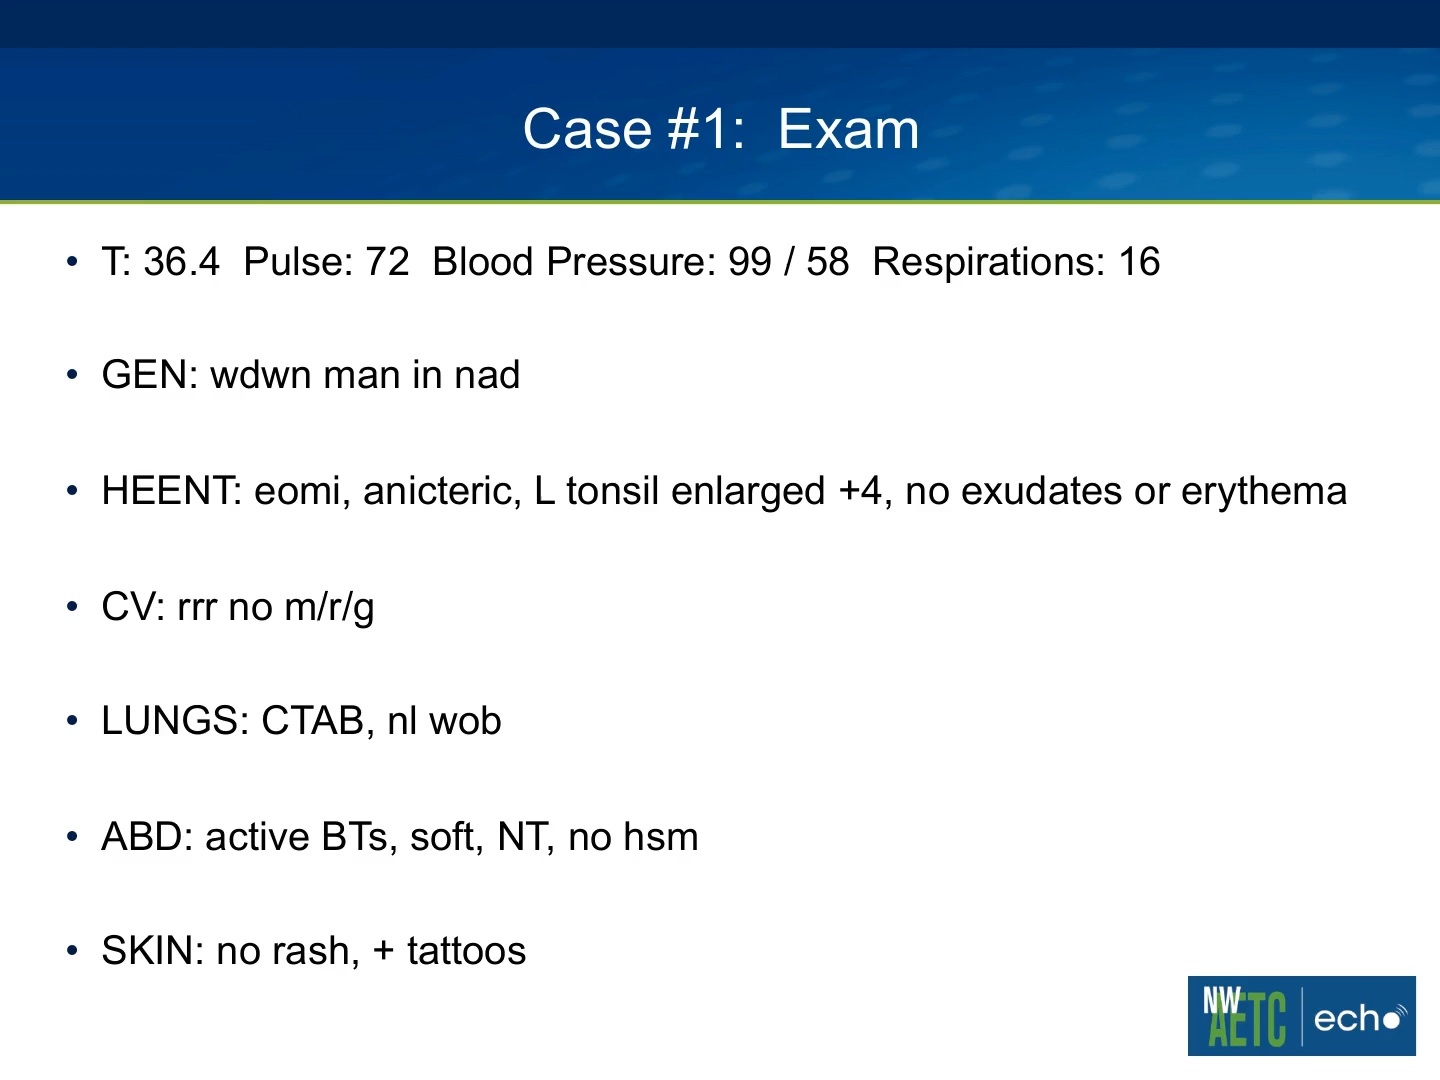 Case #1:  Exam
• T: 36.4  Pulse: 72  Blood Pressure: 99 / 58  Respirations: 16
• GEN: wdwn man in nad
• HEENT: eomi, anicteric, L tonsil enlarged +4, no exudates or erythema
• CV: rrr no m/r/g
• LUNGS: CTAB, nl wob
• ABD: active BTs, soft, NT, no hsm
• SKIN: no rash, + tattoos
NW AETC | echo